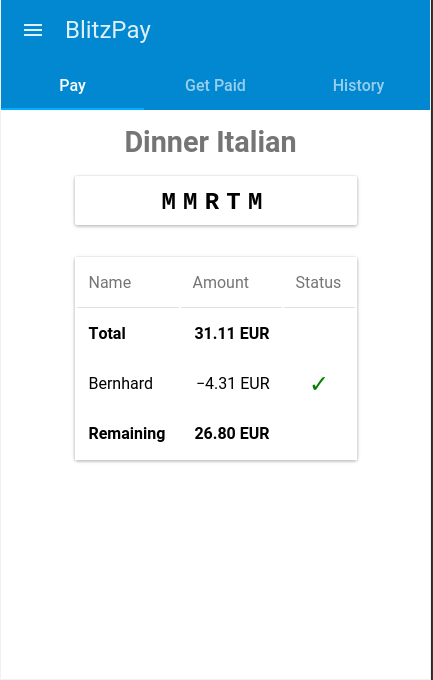 BlitzPay
Pay Get Paid History
Dinner Italian
MMRTM
Name Amount Status
Total 31.11 EUR
Bernhard −4.31 EUR ✓
Remaining 26.80 EUR